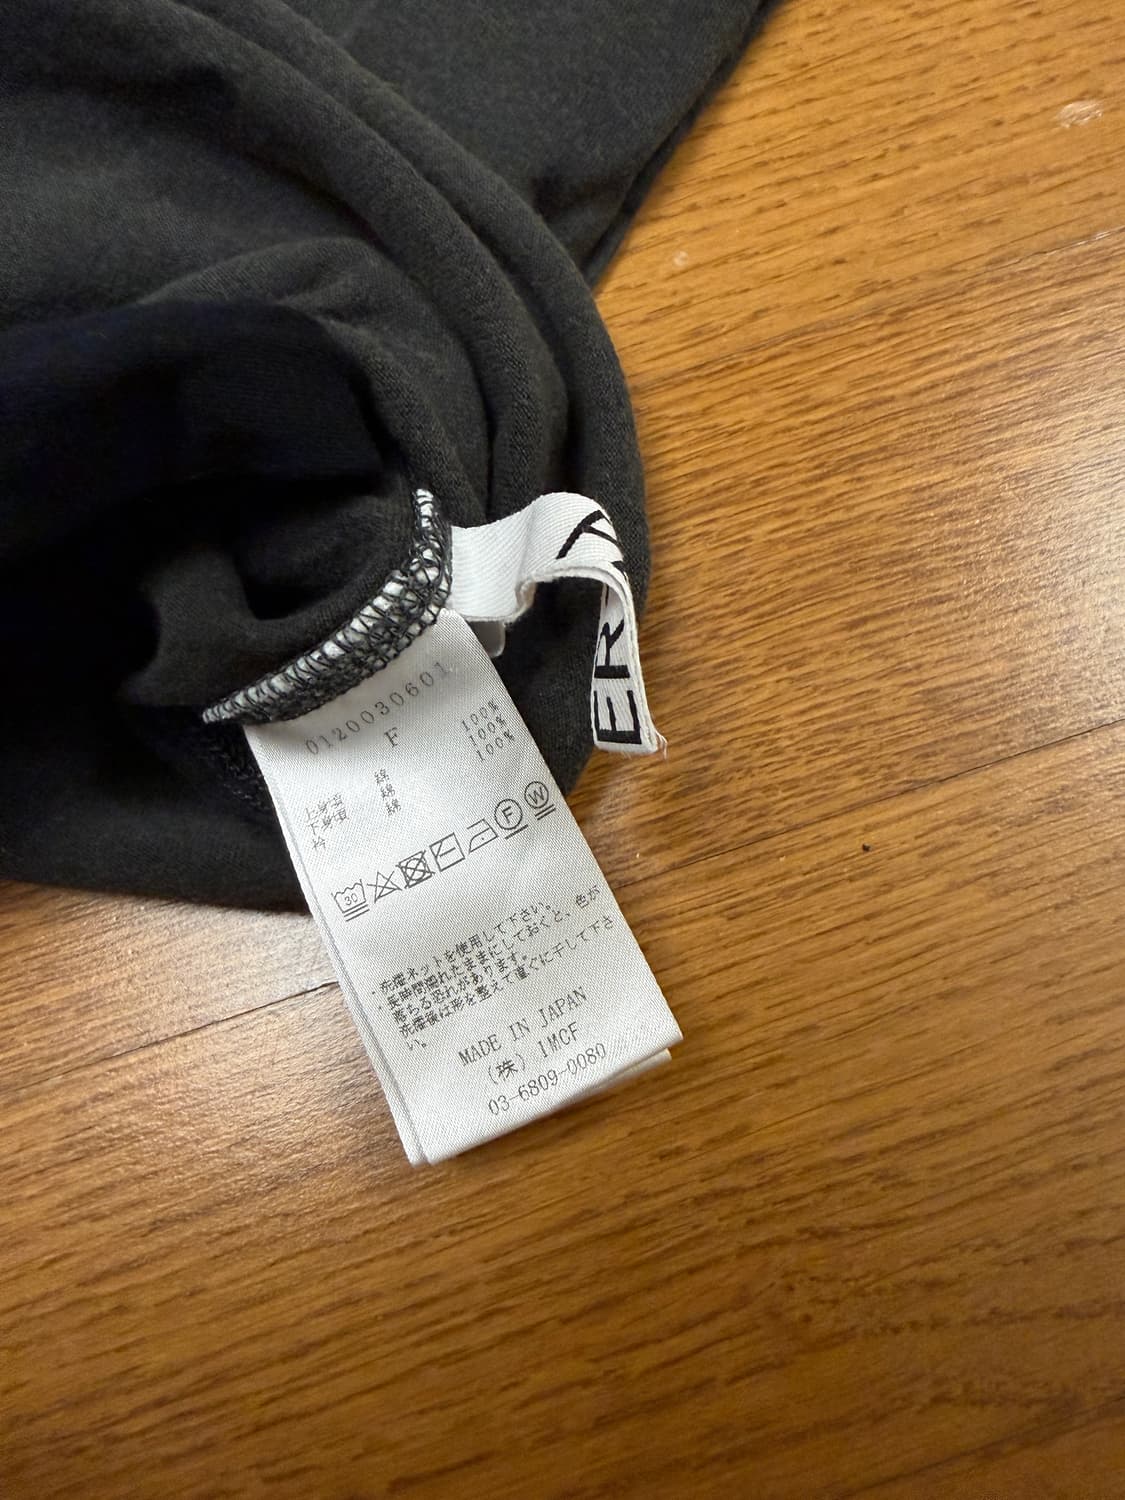 ER
0120030601
F
上身頃 綿 100%
下身頃 綿 100%
衿 綿 100%
30 F W
・洗濯ネットを使用して下さい。
・長時間濡れたままにしておくと、色が
落ちる恐れがあります。
洗濯後は形を整えて直ぐに干して下さ
い。
MADE IN JAPAN
(株) IMCF
03-6809-0080